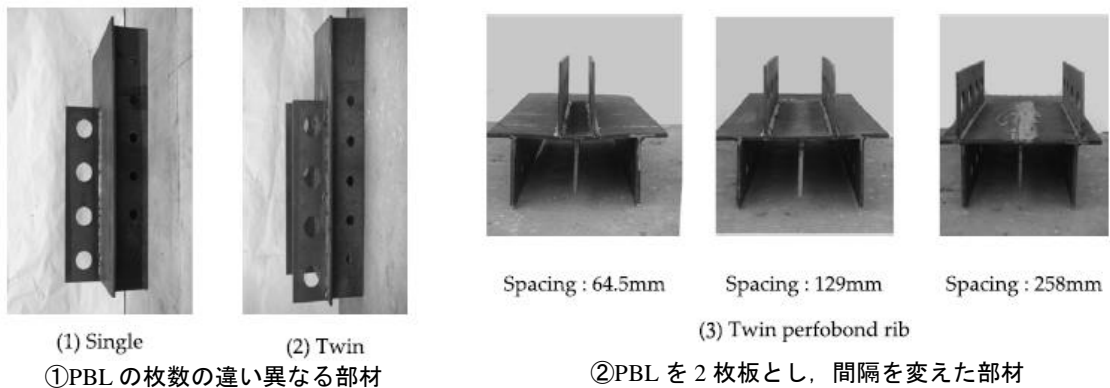 (1) Single
(2) Twin
①PBL の枚数の違い異なる部材
Spacing : 64.5mm
Spacing : 129mm
Spacing : 258mm
(3) Twin perfobond rib
②PBL を 2 枚板とし，間隔を変えた部材